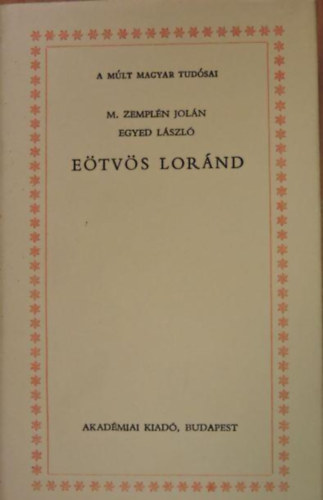 A MÚLT MAGYAR TUDÓSAI
M. ZEMPLÉN JOLÁN
EGYED LÁSZLÓ
EÖTVÖS LORÁND
AKADÉMIAI KIADÓ, BUDAPEST